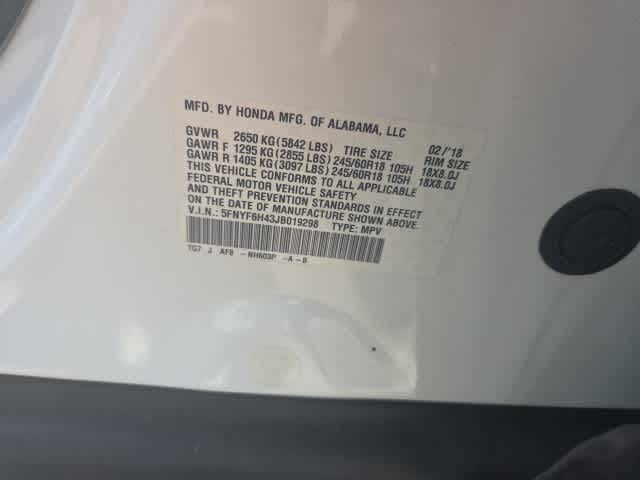 MFD. BY HONDA MFG. OF ALABAMA, LLC 02/'18
GVWR 2650 KG(5842 LBS) TIRE SIZE RIM SIZE
GAWR F 1295 KG(2855 LBS) 245/60R18 105H 18X8.0J
GAWR R 1405 KG(3097 LBS) 245/60R18 105H 18X8.0J
THIS VEHICLE CONFORMS TO ALL APPLICABLE
FEDERAL MOTOR VEHICLE SAFETY
AND THEFT PREVENTION STANDARDS IN EFFECT
ON THE DATE OF MANUFACTURE SHOWN ABOVE.
V.I.N.: 5FNYF6H43JB019298 TYPE: MPV
TG7 J AFB -NH603P -A-B